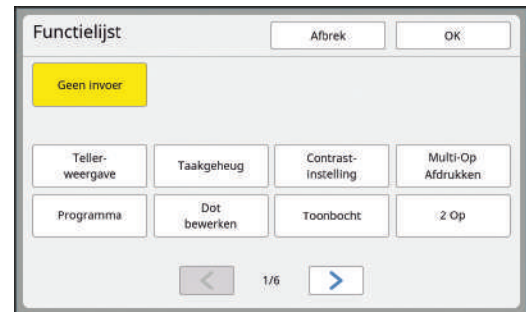 Functielijst
Afbrek
OK
Geen invoer
Teller-
weergave
Taakgeheug
Contrast-
instelling
Multi-Op
Afdrukken
Programma
Dot
bewerken
Toonbocht
2 Op
1/6